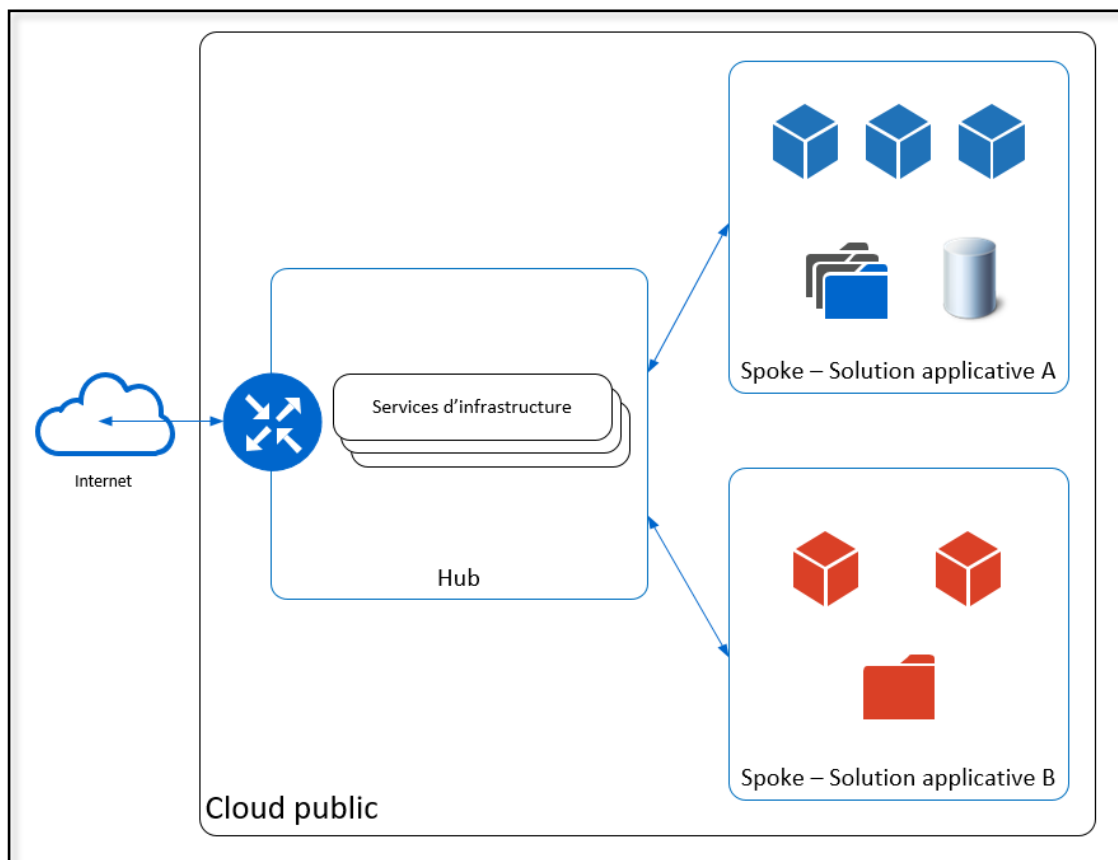 Spoke – Solution applicative A
Services d'infrastructure
Internet
Hub
Spoke – Solution applicative B
Cloud public